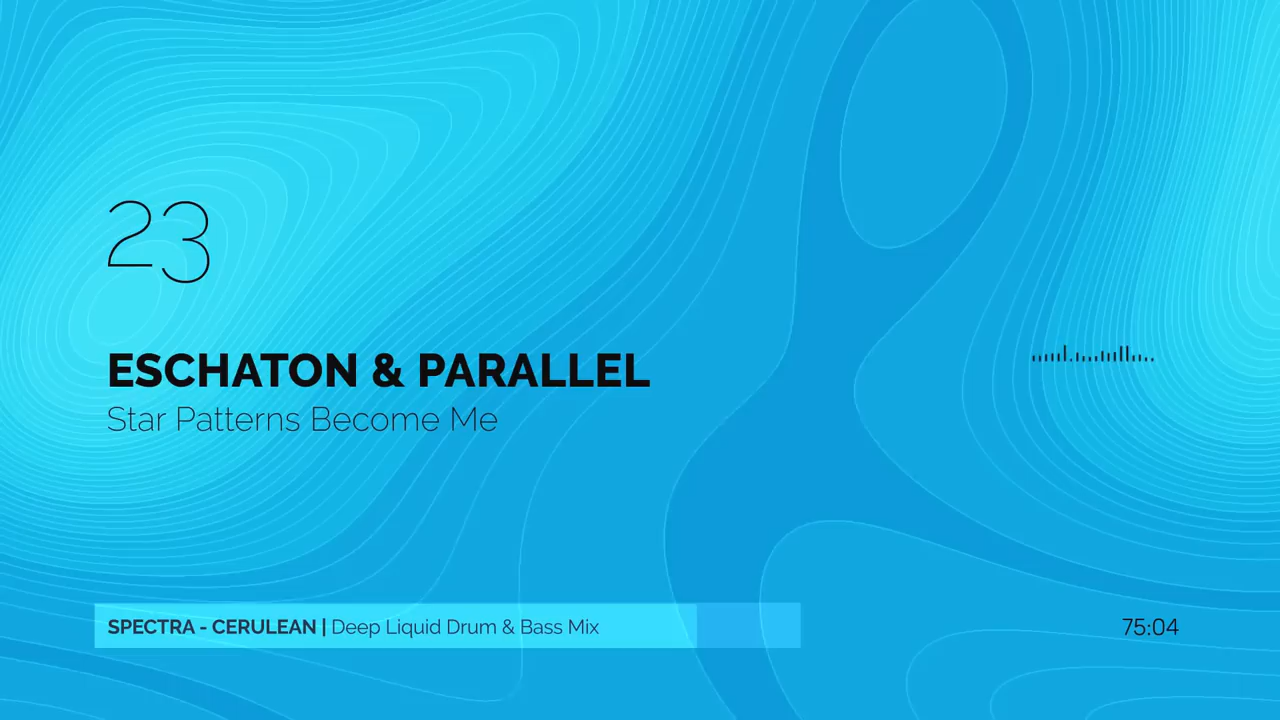 23
ESCHATON & PARALLEL
Star Patterns Become Me
SPECTRA - CERULEAN | Deep Liquid Drum & Bass Mix
75:04